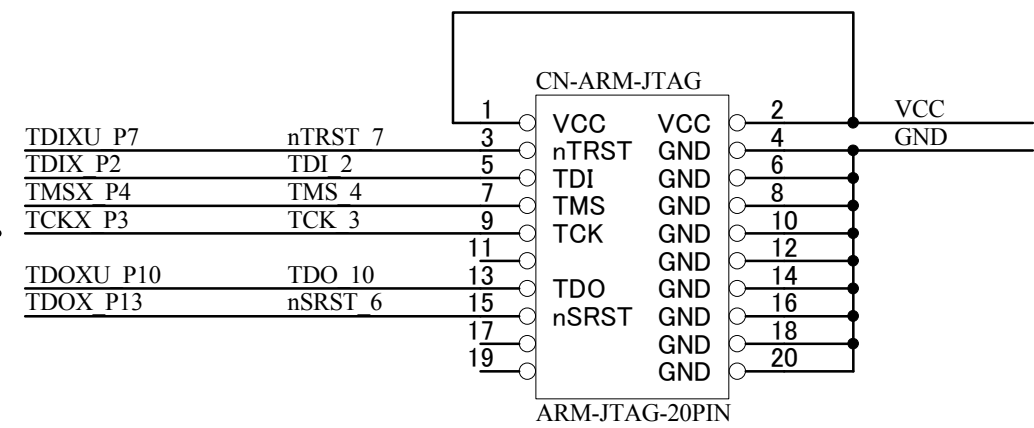 CN-ARM-JTAG
1 VCC VCC 2 VCC
TDIXU_P7 nTRST_7 3 nTRST GND 4 GND
TDIX_P2 TDI_2 5 TDI GND 6
TMSX_P4 TMS_4 7 TMS GND 8
TCKX_P3 TCK_3 9 TCK GND 10
11 GND 12
TDOXU_P10 TDO_10 13 TDO GND 14
TDOX_P13 nSRST_6 15 nSRST GND 16
17 GND 18
19 GND 20
ARM-JTAG-20PIN